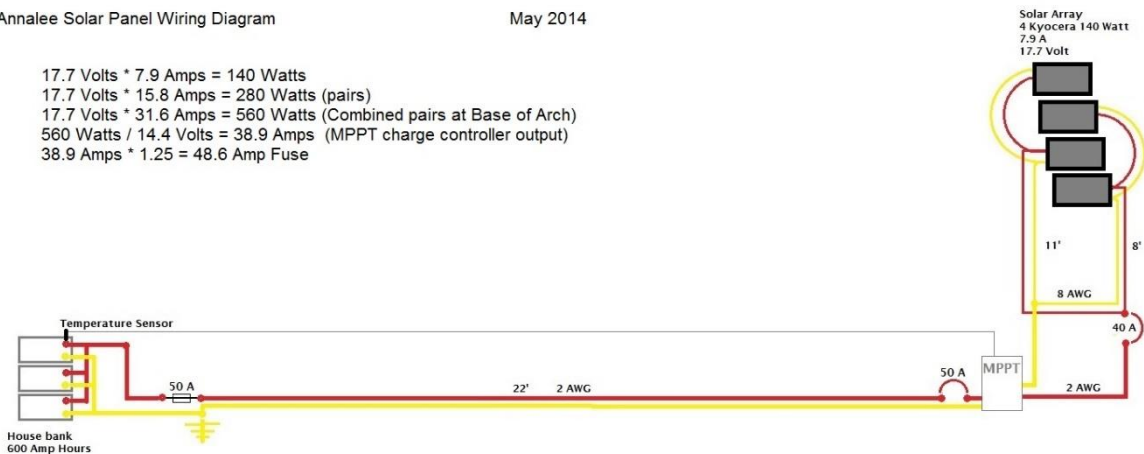 Annalee Solar Panel Wiring Diagram May 2014
17.7 Volts * 7.9 Amps = 140 Watts
17.7 Volts * 15.8 Amps = 280 Watts (pairs)
17.7 Volts * 31.6 Amps = 560 Watts (Combined pairs at Base of Arch)
560 Watts / 14.4 Volts = 38.9 Amps (MPPT charge controller output)
38.9 Amps * 1.25 = 48.6 Amp Fuse
Solar Array
4 Kyocera 140 Watt
7.9 A
17.7 Volt
11'
8'
8 AWG
40 A
Temperature Sensor
50 A
22' 2 AWG
50 A
MPPT
2 AWG
House bank
600 Amp Hours